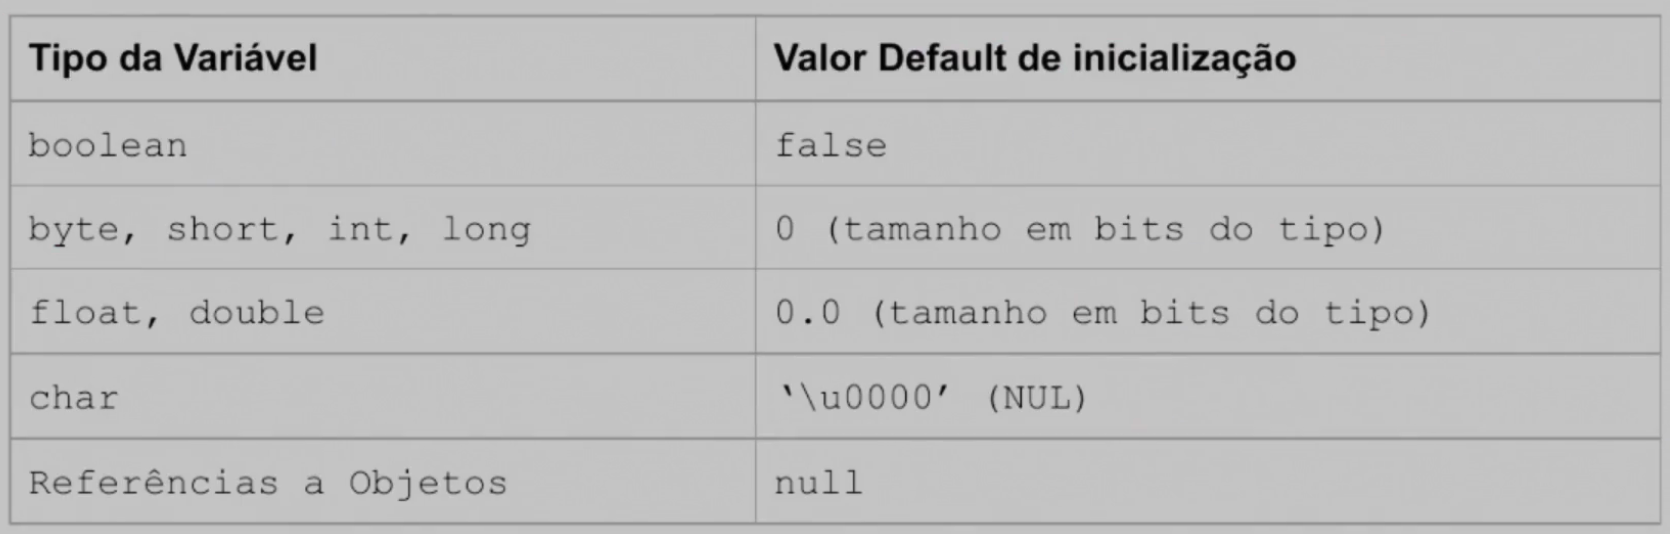 Tipo da Variável Valor Default de inicialização
boolean false
byte, short, int, long 0 (tamanho em bits do tipo)
float, double 0.0 (tamanho em bits do tipo)
char ‘\u0000’ (NUL)
Referências a Objetos null